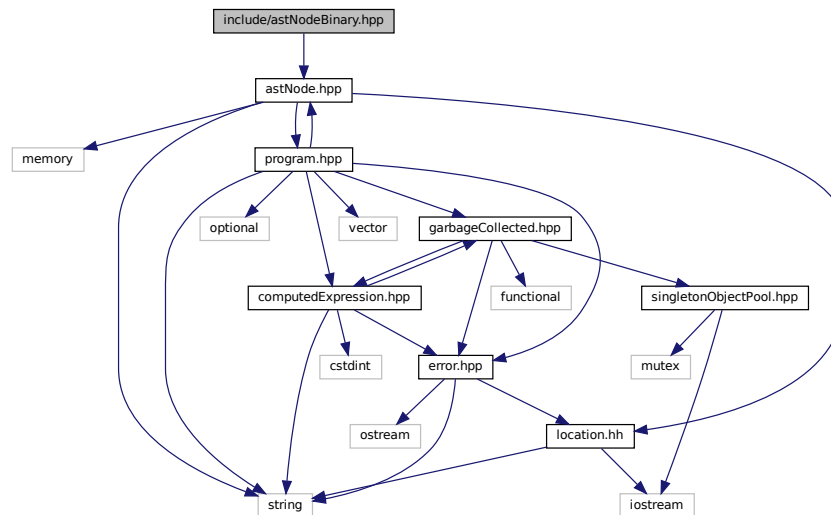 include/astNodeBinary.hpp
astNode.hpp
memory
program.hpp
optional
vector
garbageCollected.hpp
computedExpression.hpp
functional
singletonObjectPool.hpp
cstdint
error.hpp
mutex
ostream
location.hh
string
iostream